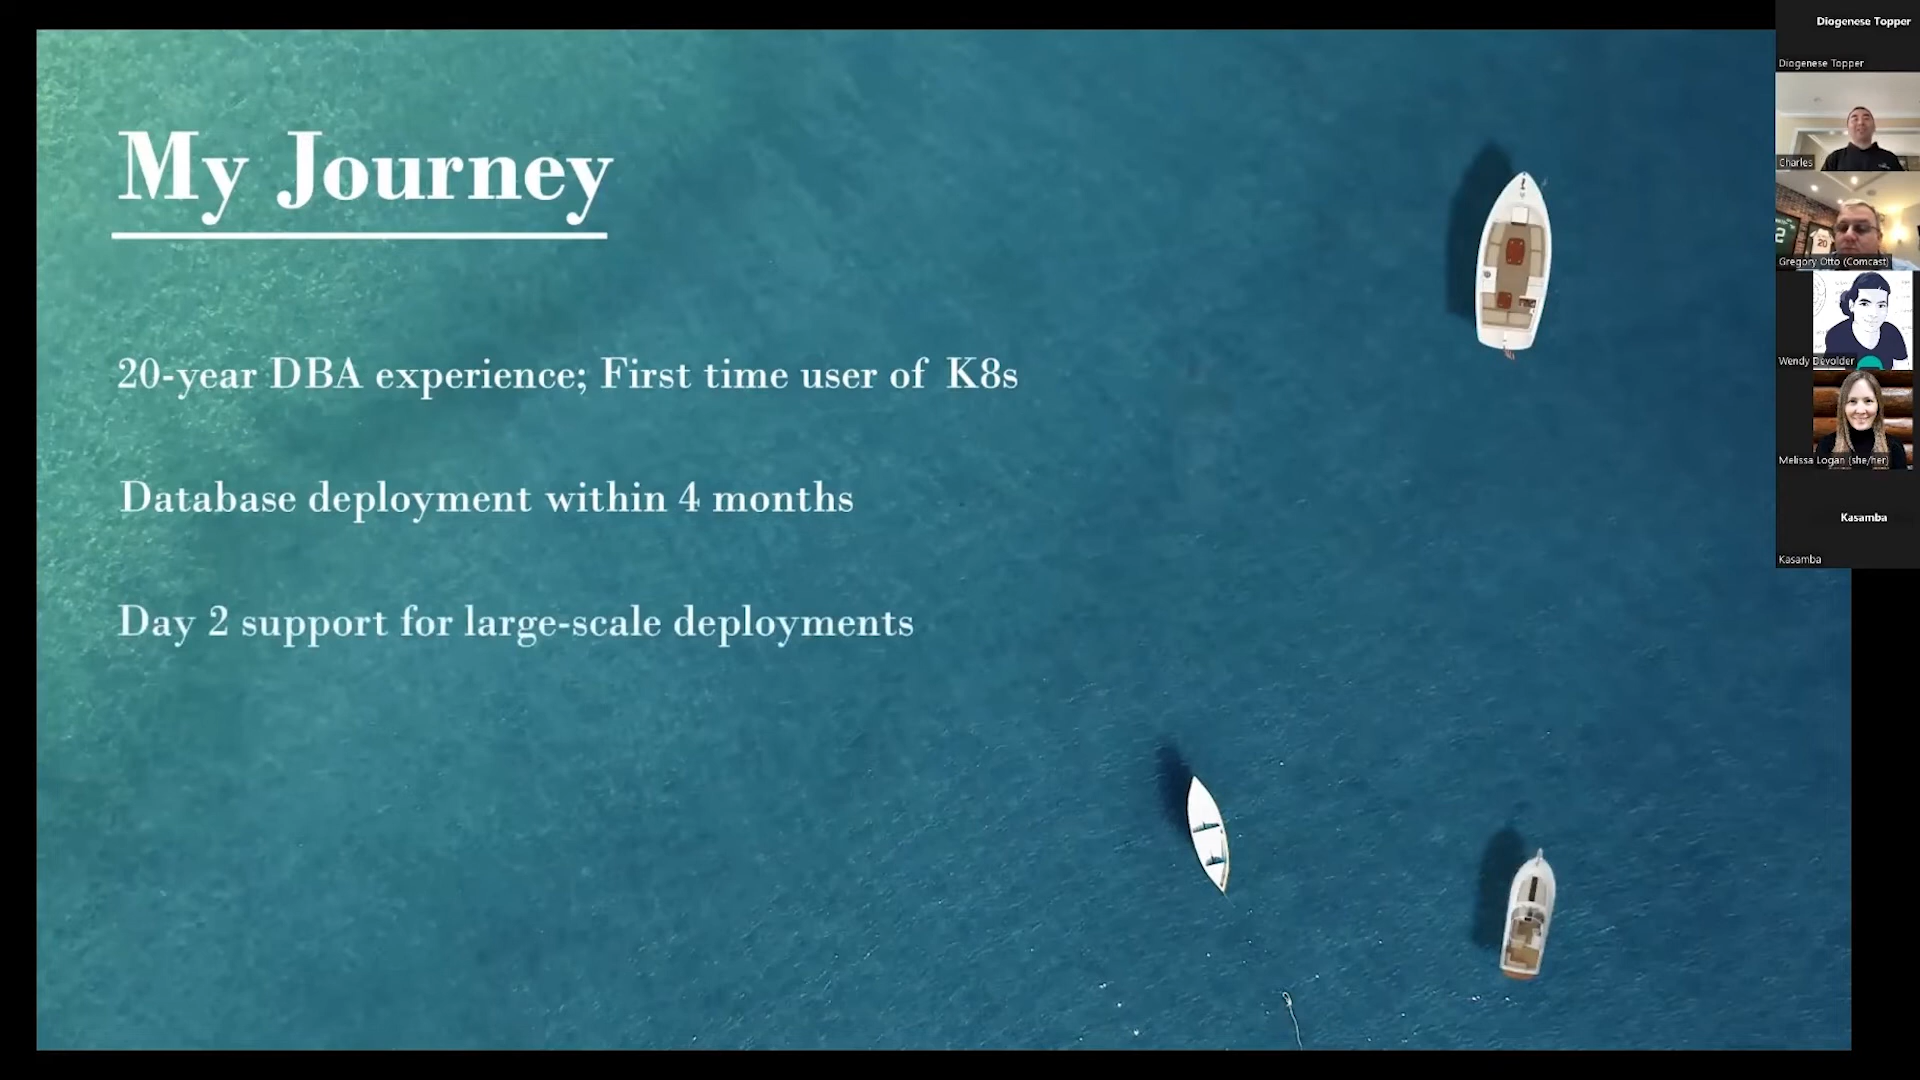 My Journey
20-year DBA experience; First time user of K8s
Database deployment within 4 months
Day 2 support for large-scale deployments
Diogenese Topper
Diogenese Topper
Charles
2
20
Gregory Otto (Comcast)
Wendy Devolder
Melissa Logan (she/her)
Kasamba
Kasamba